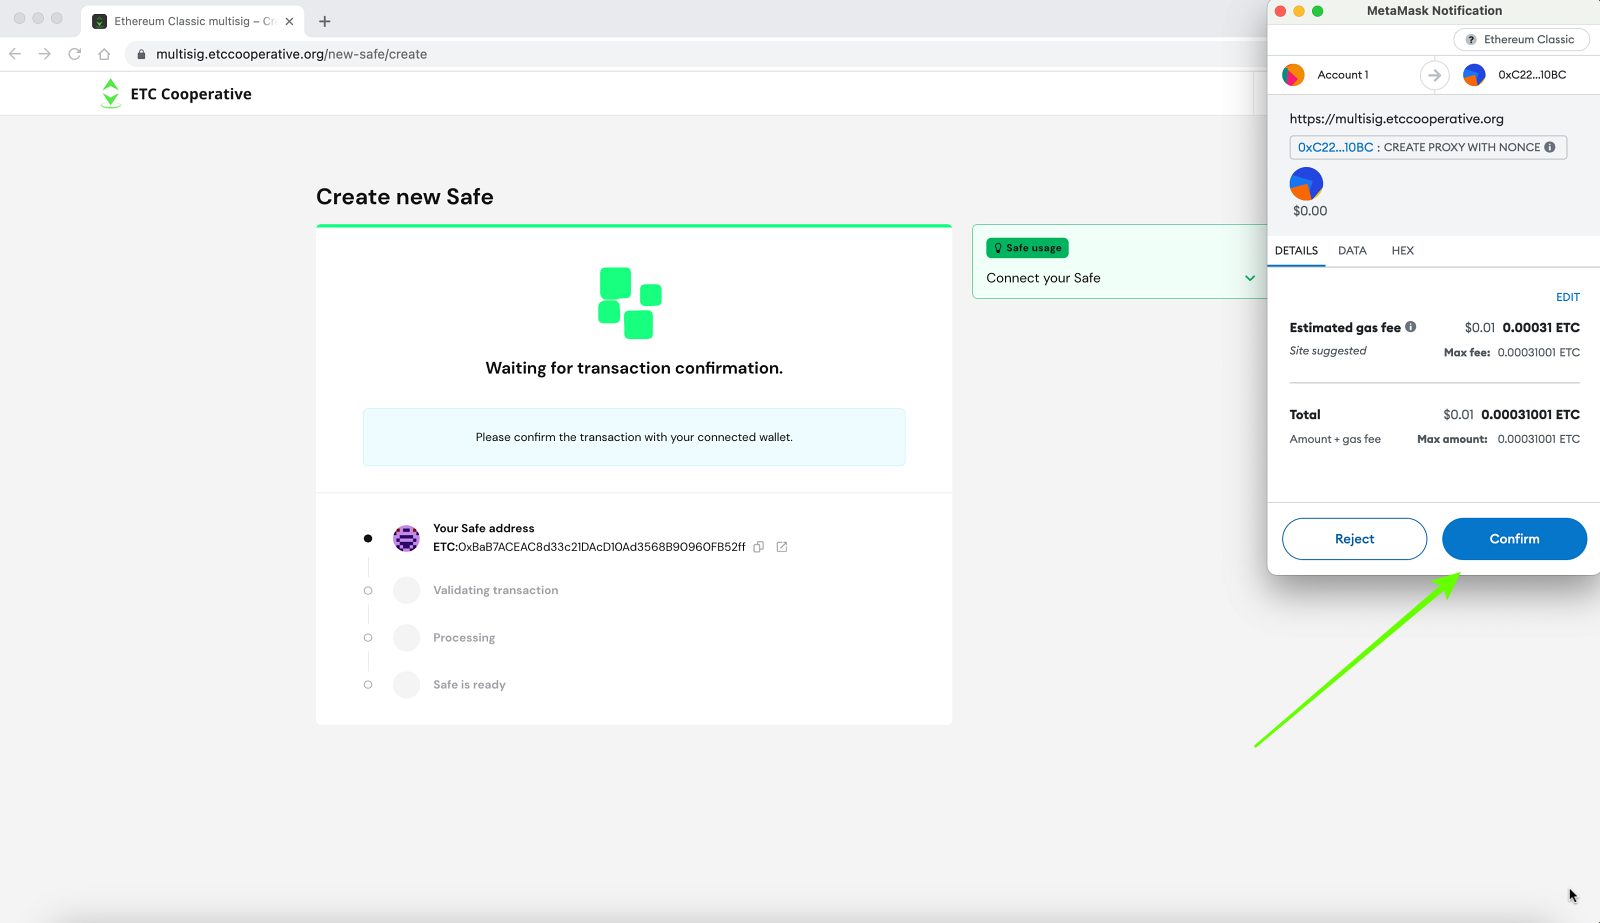 Ethereum Classic multisig – Cr
multisig.etccooperative.org/new-safe/create
ETC Cooperative
Create new Safe
Waiting for transaction confirmation.
Please confirm the transaction with your connected wallet.
Your Safe address
ETC:0xBaB7ACEAC8d33c21DAcD10Ad3568B90960FB52ff
Validating transaction
Processing
Safe is ready
Safe usage
Connect your Safe
MetaMask Notification
? Ethereum Classic
Account 1
0xC22...10BC
https://multisig.etccooperative.org
0xC22...10BC : CREATE PROXY WITH NONCE
$0.00
DETAILS DATA HEX
EDIT
Estimated gas fee $0.01 0.00031 ETC
Site suggested Max fee: 0.00031001 ETC
Total $0.01 0.00031001 ETC
Amount + gas fee Max amount: 0.00031001 ETC
Reject Confirm